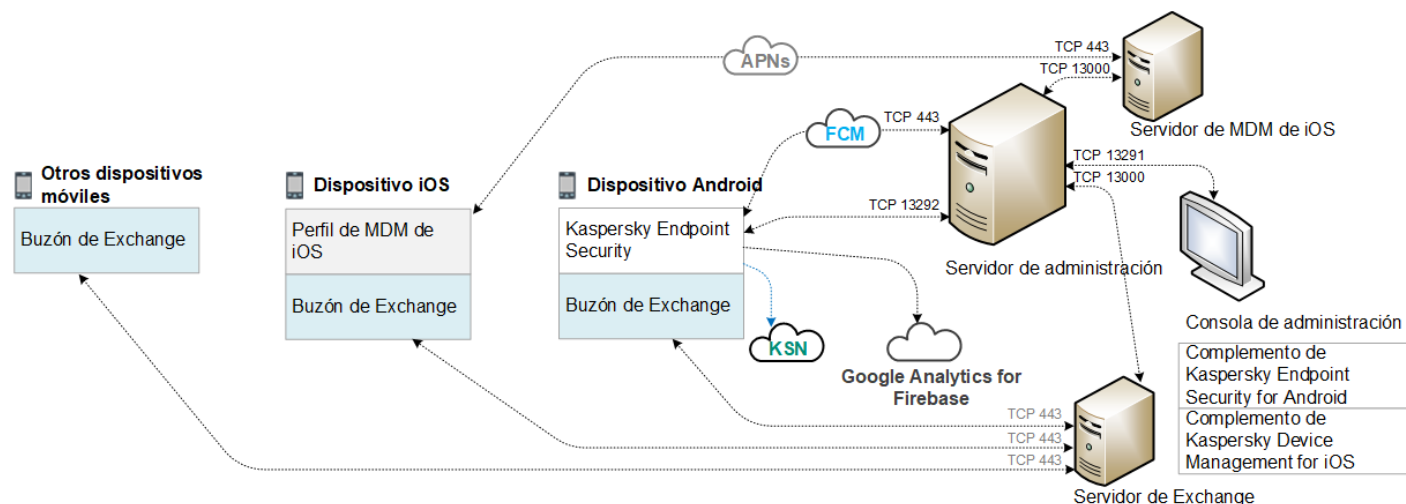 TCP 443
APNs
TCP 13000
Servidor de MDM de iOS
TCP 443
FCM
TCP 13291
TCP 13000
Otros dispositivos
móviles
Dispositivo iOS
Dispositivo Android
TCP 13292
Buzón de Exchange
Perfil de MDM de
iOS
Kaspersky Endpoint
Security
Servidor de administración
Buzón de Exchange
Buzón de Exchange
Consola de administración
KSN
Google Analytics for
Firebase
Complemento de
Kaspersky Endpoint
Security for Android
Complemento de
Kaspersky Device
Management for iOS
TCP 443
TCP 443
TCP 443
Servidor de Exchange